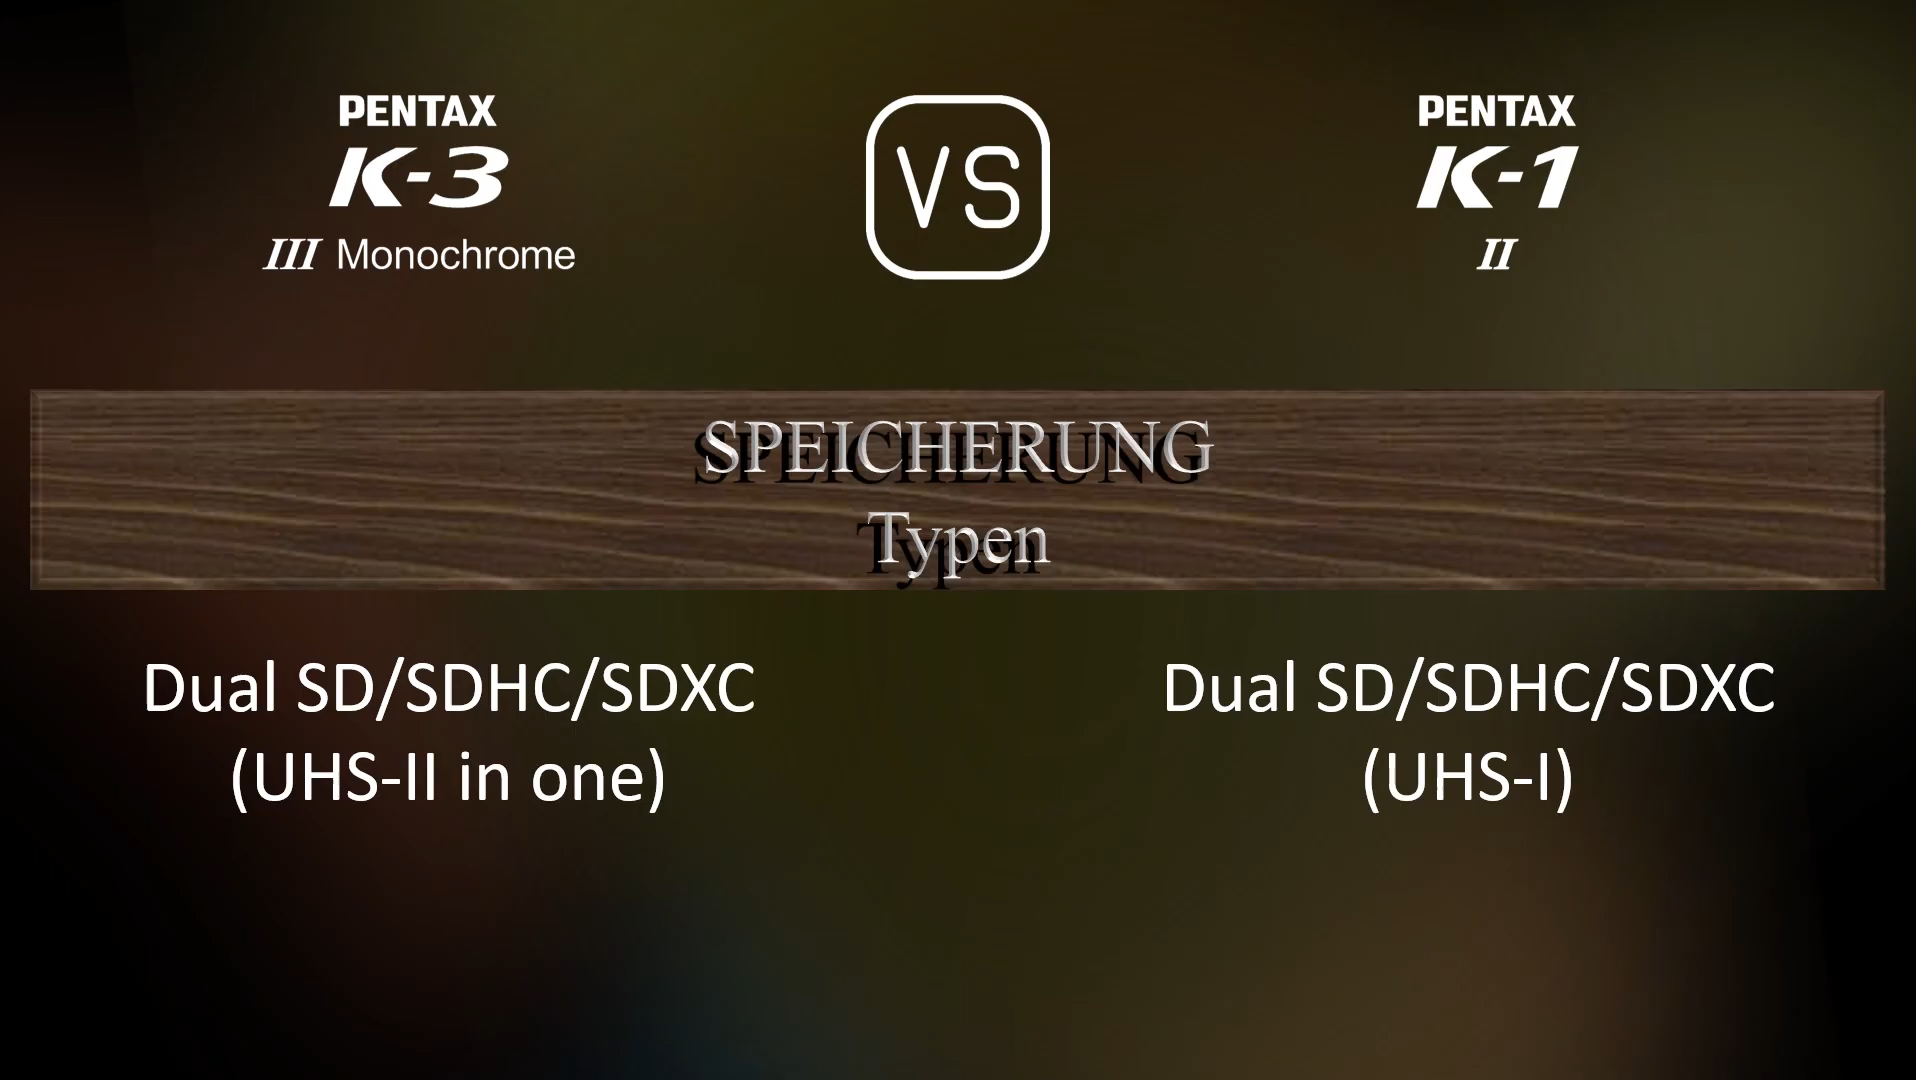 PENTAX
K-3
III Monochrome
VS
PENTAX
K-1
II
SPEICHERUNG
Typen
Dual SD/SDHC/SDXC
(UHS-II in one)
Dual SD/SDHC/SDXC
(UHS-I)